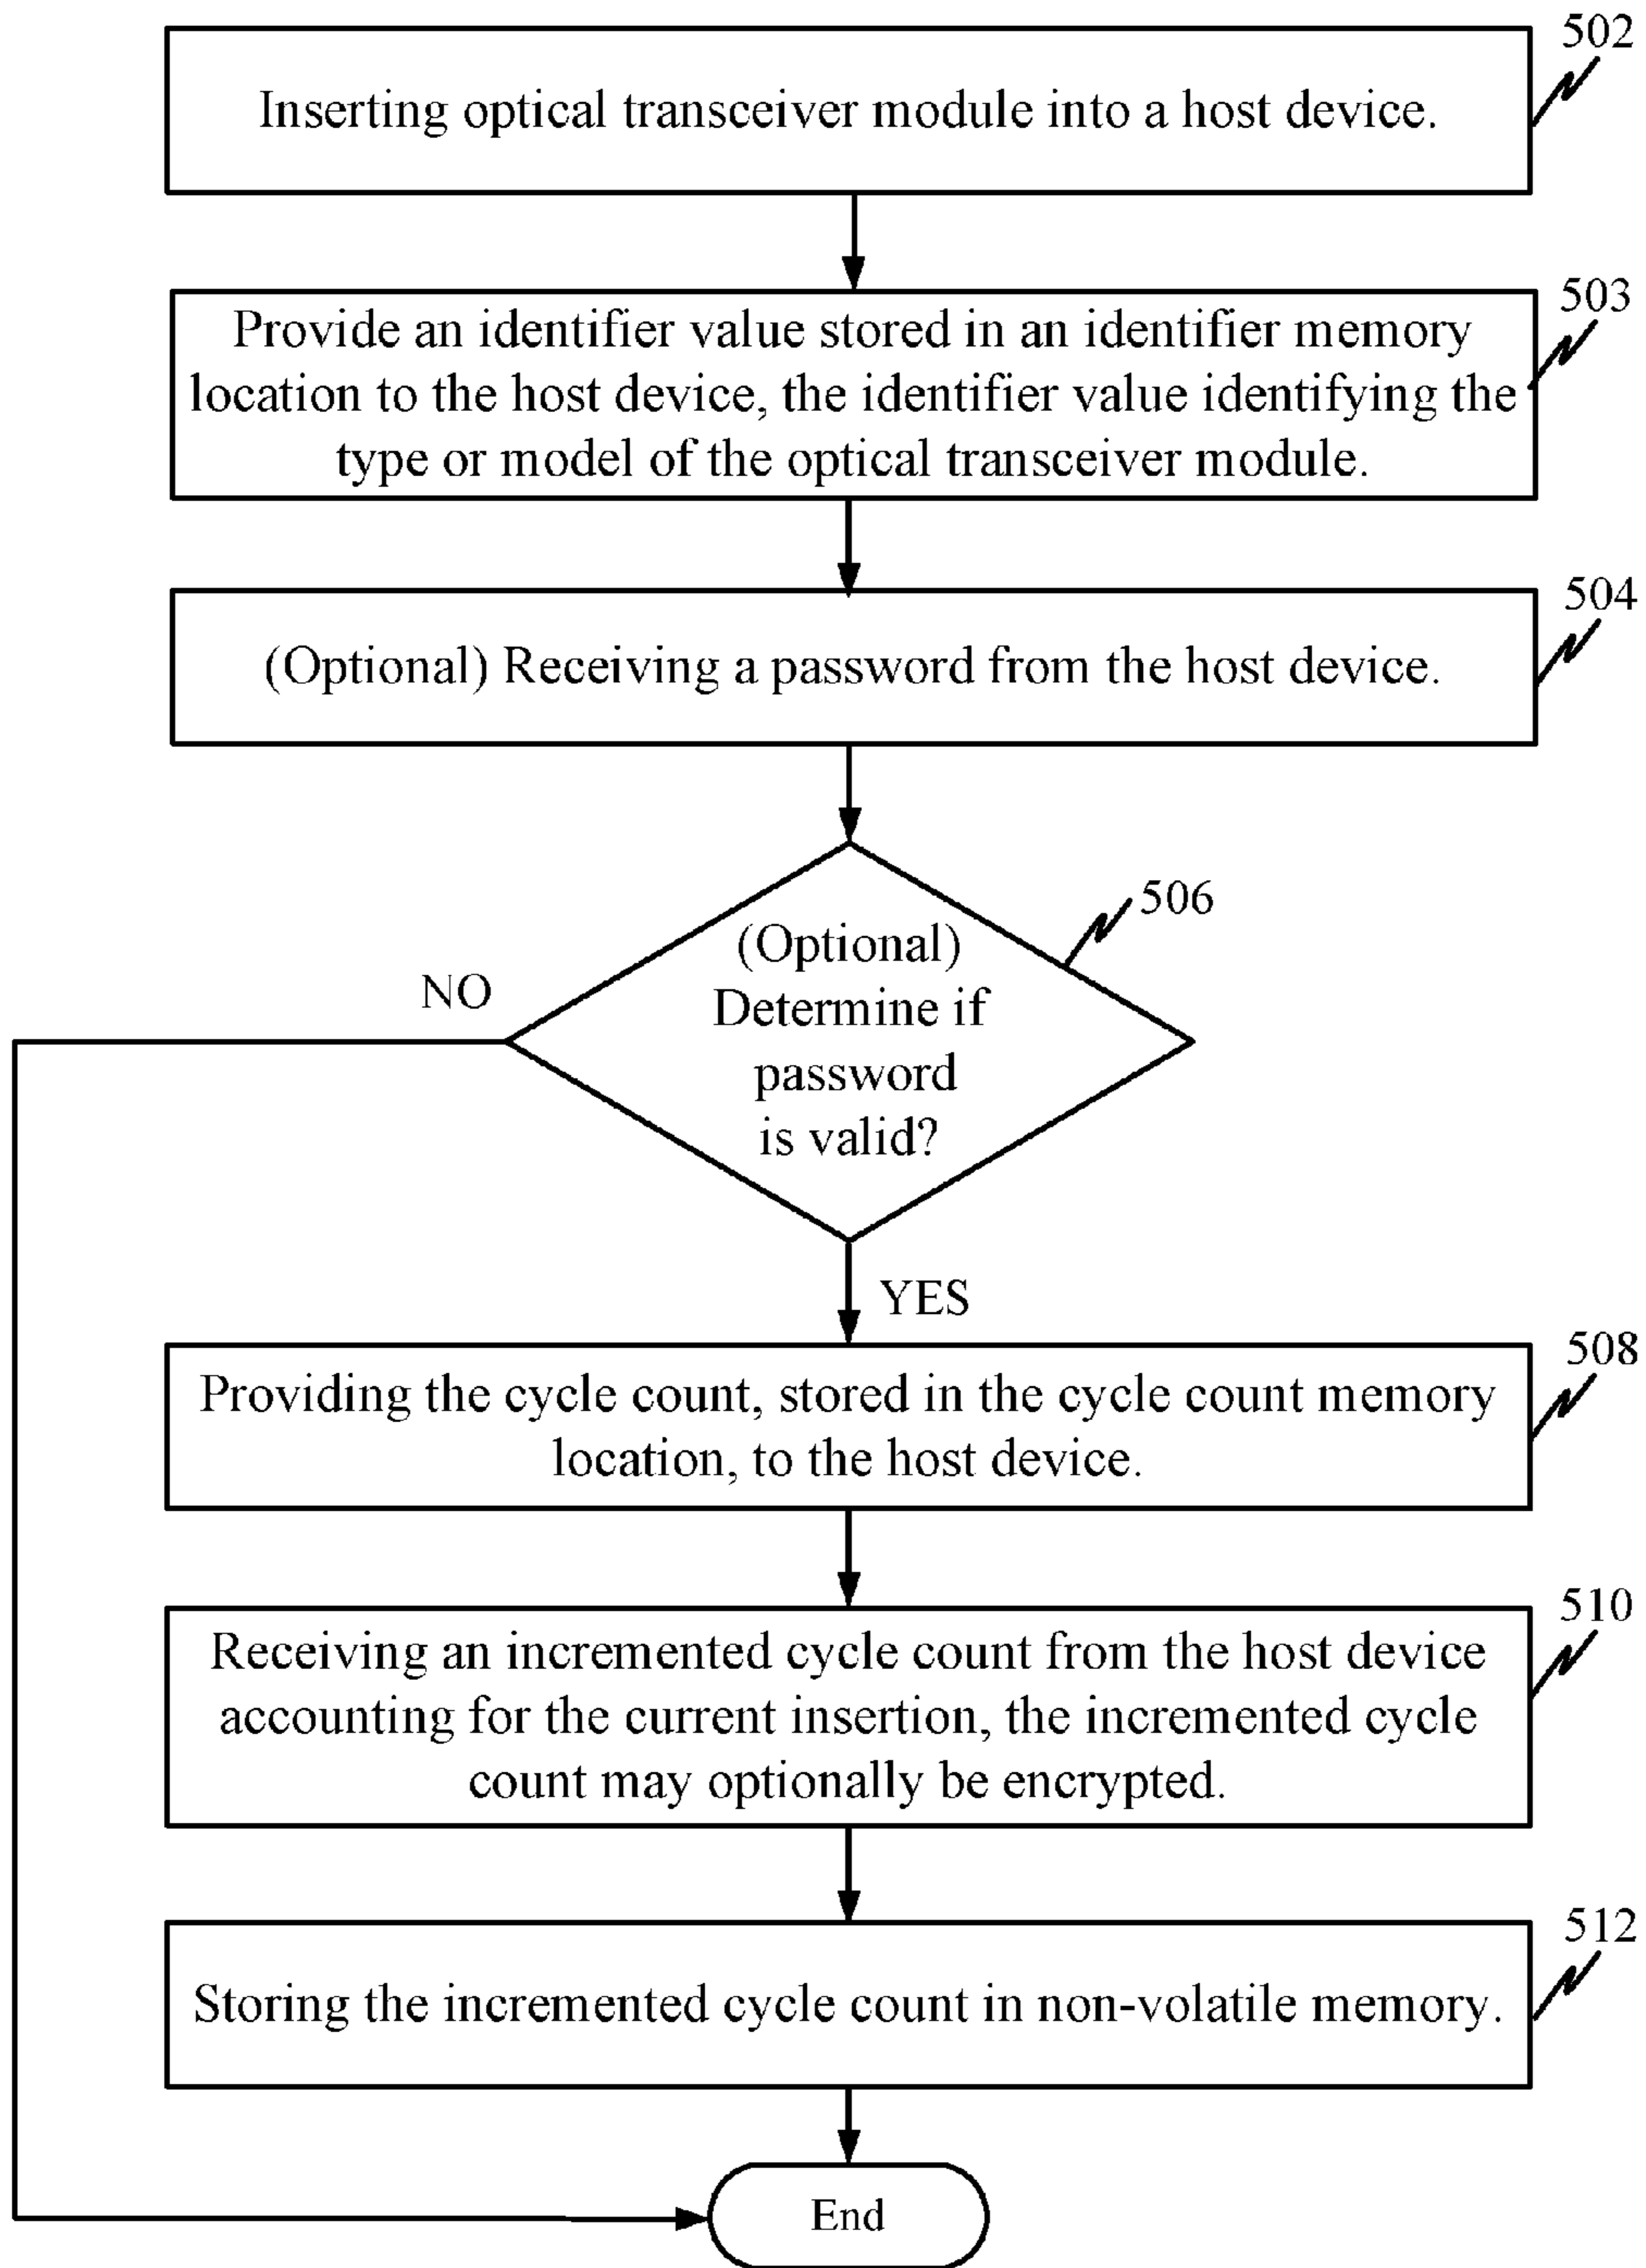 502
Inserting optical transceiver module into a host device.
503
Provide an identifier value stored in an identifier memory
location to the host device, the identifier value identifying the
type or model of the optical transceiver module.
504
(Optional) Receiving a password from the host device.
506
(Optional)
Determine if
password
is valid?
NO
YES
508
Providing the cycle count, stored in the cycle count memory
location, to the host device.
510
Receiving an incremented cycle count from the host device
accounting for the current insertion, the incremented cycle
count may optionally be encrypted.
512
Storing the incremented cycle count in non-volatile memory.
End